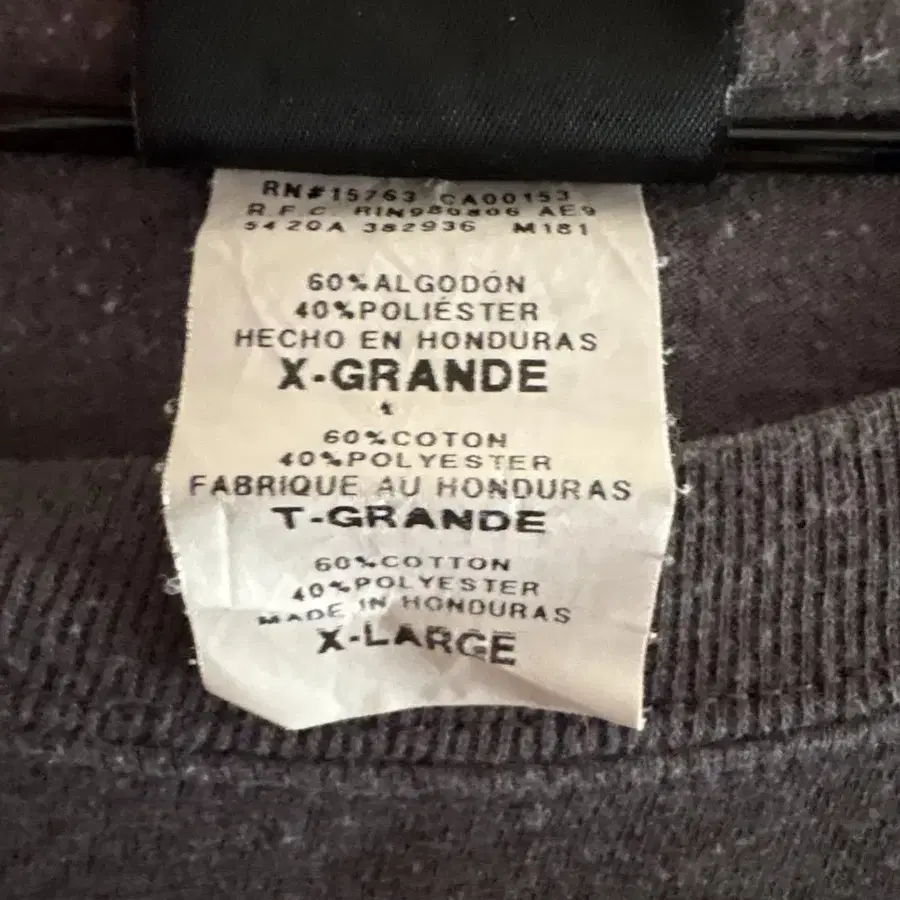 RN#15763 CA00153
R.F.C. RIN980806 AE9
5420A 382936 M181
60%ALGODÓN
40%POLIÉSTER
HECHO EN HONDURAS
X-GRANDE
60%COTON
40%POLYESTER
FABRIQUE AU HONDURAS
T-GRANDE
60%COTTON
40%POLYESTER
MADE IN HONDURAS
X-LARGE